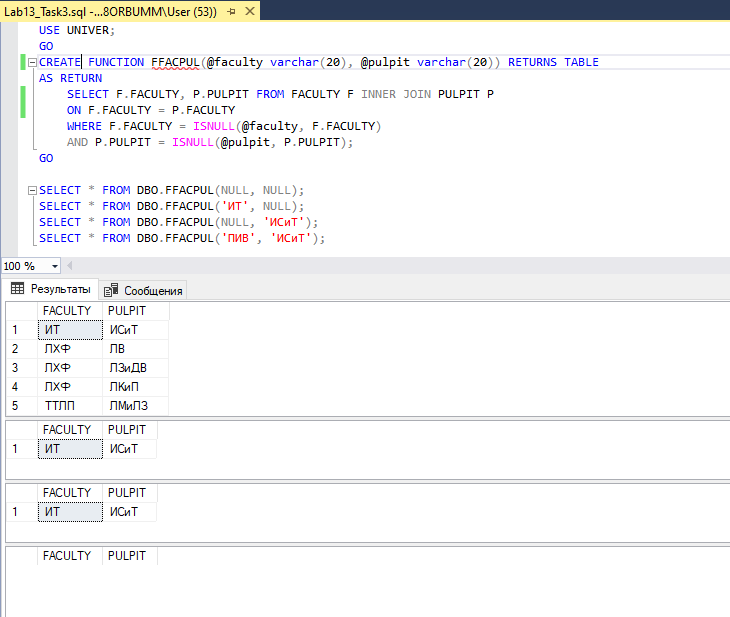 Lab13_Task3.sql -...8ORBUMM\User (53))
USE UNIVER;
GO
CREATE FUNCTION FFACPUL(@faculty varchar(20), @pulpit varchar(20)) RETURNS TABLE
AS RETURN
SELECT F.FACULTY, P.PULPIT FROM FACULTY F INNER JOIN PULPIT P
ON F.FACULTY = P.FACULTY
WHERE F.FACULTY = ISNULL(@faculty, F.FACULTY)
AND P.PULPIT = ISNULL(@pulpit, P.PULPIT);
GO
SELECT * FROM DBO.FFACPUL(NULL, NULL);
SELECT * FROM DBO.FFACPUL('ИТ', NULL);
SELECT * FROM DBO.FFACPUL(NULL, 'ИСиТ');
SELECT * FROM DBO.FFACPUL('ПИВ', 'ИСиТ');
100 %
Результаты Сообщения
FACULTY PULPIT
1 ИТ ИСиТ
2 ЛХФ ЛВ
3 ЛХФ ЛЗиДВ
4 ЛХФ ЛКиП
5 ТТЛП ЛМиЛЗ
FACULTY PULPIT
1 ИТ ИСиТ
FACULTY PULPIT
1 ИТ ИСиТ
FACULTY PULPIT